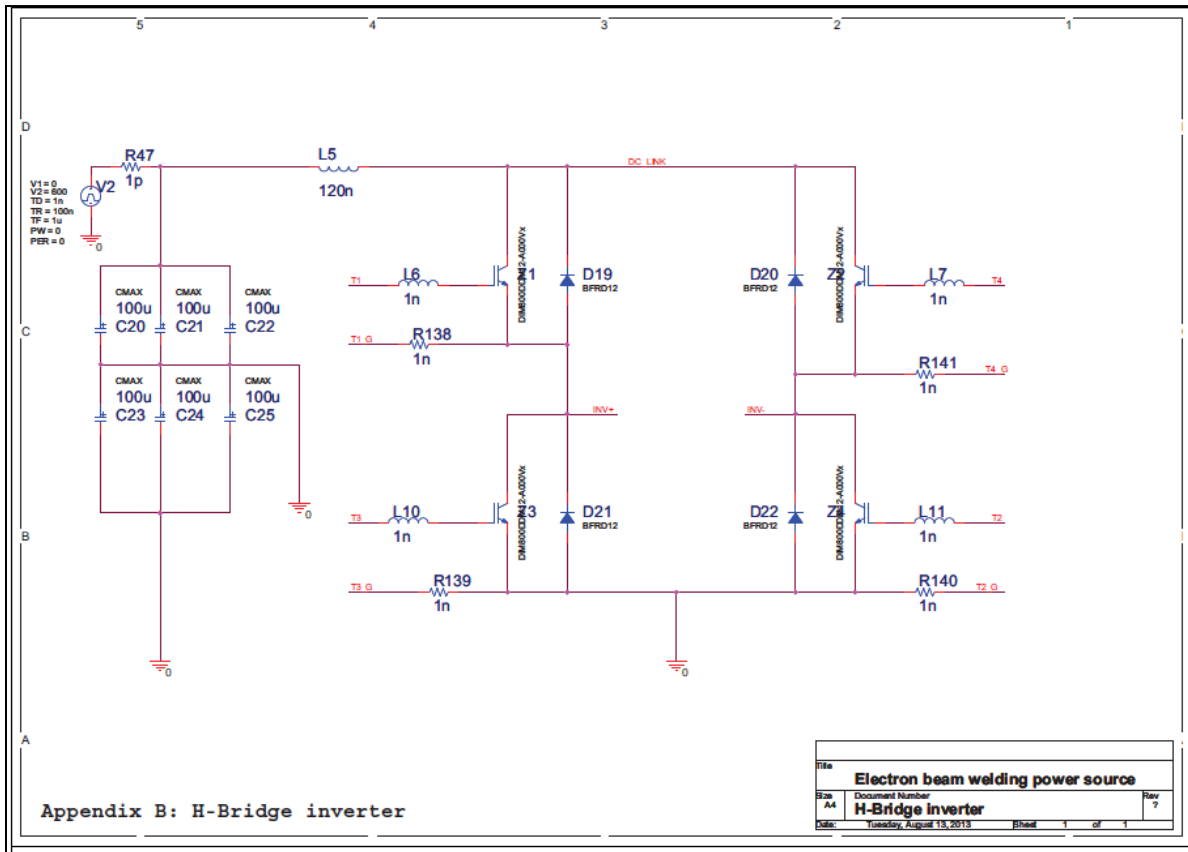 5 4 3 2 1
D
R47
1p
L5
120n
DC LINK
V2
V1 = 0
V2 = 600
TD = 1n
TR = 100n
TF = 1u
PW = 0
PER = 0
0
T1
L6
1n
Z1
D19
BFRD12
D20
BFRD12
L7
1n
T4
CMAX CMAX CMAX
100u 100u 100u
C20 C21 C22
C
T1 G
R138
1n
R141
1n
T4 G
CMAX CMAX CMAX
100u 100u 100u
C23 C24 C25
INV+
INV-
0
T3
L10
1n
Z3
D21
BFRD12
D22
BFRD12
L11
1n
T2
B
T3 G
R139
1n
R140
1n
T2 G
0
0
A
Title
Electron beam welding power source
Size
A4
Document Number
H-Bridge inverter
Rev
?
Date: Tuesday, August 13, 2013 Sheet 1 of 1
Appendix B: H-Bridge inverter